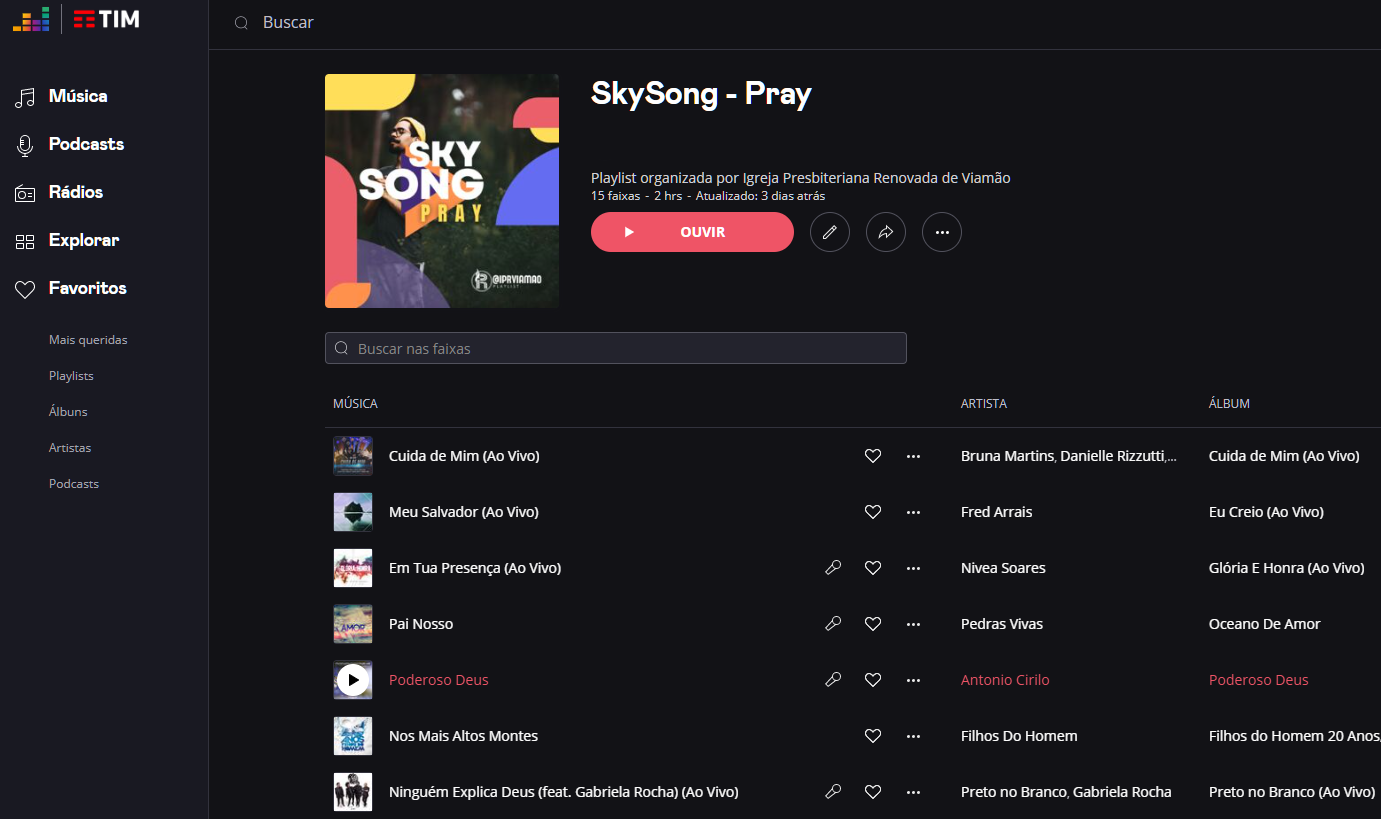 TIM
Buscar
Música
Podcasts
Rádios
Explorar
Favoritos
Mais queridas
Playlists
Álbuns
Artistas
Podcasts
SKY
SONG
PRAY
@IPRVIAMAO
PLAYLIST
SkySong - Pray
Playlist organizada por Igreja Presbiteriana Renovada de Viamão
15 faixas - 2 hrs - Atualizado: 3 dias atrás
OUVIR
Buscar nas faixas
MÚSICA ARTISTA ÁLBUM
Cuida de Mim (Ao Vivo) Bruna Martins, Danielle Rizzutti,... Cuida de Mim (Ao Vivo)
Meu Salvador (Ao Vivo) Fred Arrais Eu Creio (Ao Vivo)
Em Tua Presença (Ao Vivo) Nivea Soares Glória E Honra (Ao Vivo)
AMOR
Pai Nosso Pedras Vivas Oceano De Amor
Poderoso Deus Antonio Cirilo Poderoso Deus
Nos Mais Altos Montes Filhos Do Homem Filhos do Homem 20 Anos,
Ninguém Explica Deus (feat. Gabriela Rocha) (Ao Vivo) Preto no Branco, Gabriela Rocha Preto no Branco (Ao Vivo)